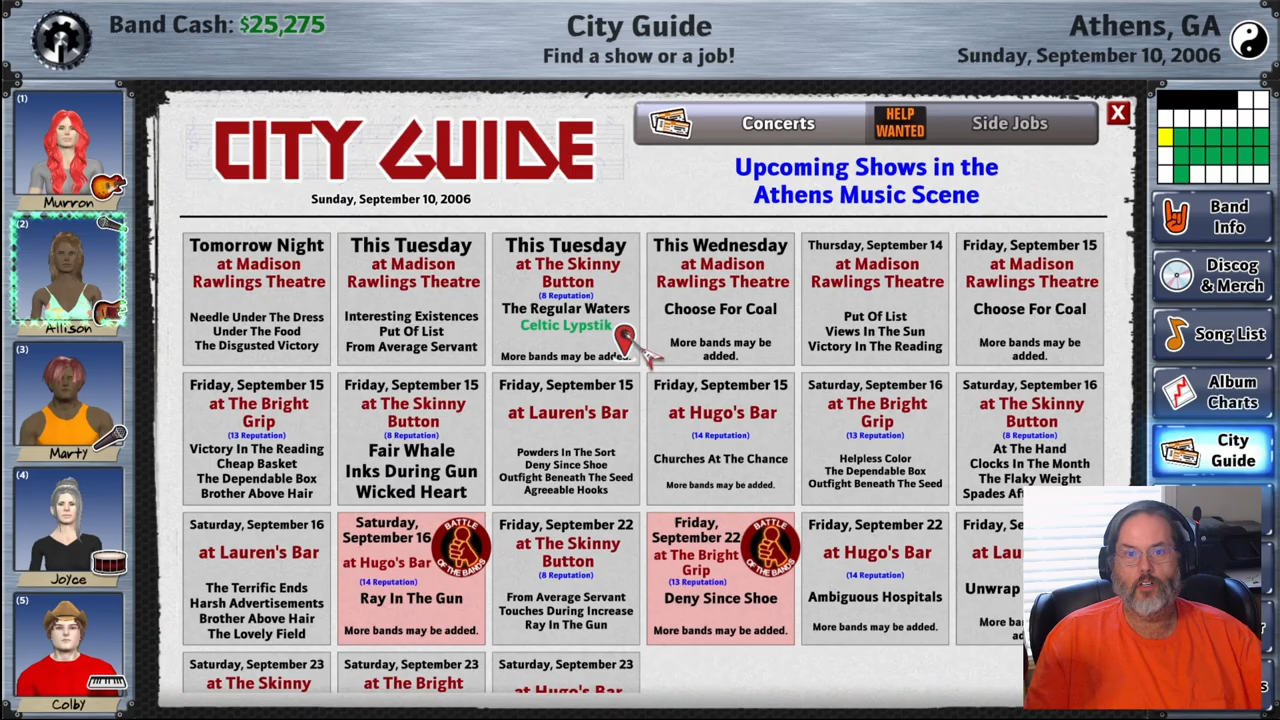 Band Cash: $25,275
City Guide
Find a show or a job!
Athens, GA
Sunday, September 10, 2006
(1)
Murron
(2)
Allison
(3)
Marty
(4)
Joyce
(5)
Colby
CITY GUIDE
Sunday, September 10, 2006
Concerts
HELP
WANTED
Side Jobs
X
Upcoming Shows in the
Athens Music Scene
Tomorrow Night
at Madison
Rawlings Theatre
Needle Under The Dress
Under The Food
The Disgusted Victory
This Tuesday
at Madison
Rawlings Theatre
Interesting Existences
Put Of List
From Average Servant
This Tuesday
at The Skinny
Button
(8 Reputation)
The Regular Waters
Celtic Lypstik
More bands may be added.
This Wednesday
at Madison
Rawlings Theatre
Choose For Coal
More bands may be
added.
Thursday, September 14
at Madison
Rawlings Theatre
Put Of List
Views In The Sun
Victory In The Reading
Friday, September 15
at Madison
Rawlings Theatre
Choose For Coal
More bands may be
added.
Friday, September 15
at The Bright
Grip
(13 Reputation)
Victory In The Reading
Cheap Basket
The Dependable Box
Brother Above Hair
Friday, September 15
at The Skinny
Button
(8 Reputation)
Fair Whale
Inks During Gun
Wicked Heart
Friday, September 15
at Lauren's Bar
Powders In The Sort
Deny Since Shoe
Outfight Beneath The Seed
Agreeable Hooks
Friday, September 15
at Hugo's Bar
(14 Reputation)
Churches At The Chance
More bands may be added.
Saturday, September 16
at The Bright
Grip
(13 Reputation)
Helpless Color
The Dependable Box
Outfight Beneath The Seed
Saturday, September 16
at The Skinny
Button
(8 Reputation)
At The Hand
Clocks In The Month
The Flaky Weight
Spades
Saturday, September 16
at Lauren's Bar
The Terrific Ends
Harsh Advertisements
Brother Above Hair
The Lovely Field
Saturday,
September 16
BATTLE
OF THE BANDS
at Hugo's Bar
(14 Reputation)
Ray In The Gun
More bands may be added.
Friday, September 22
at The Skinny
Button
(8 Reputation)
From Average Servant
Touches During Increase
Ray In The Gun
Friday,
September 22
BATTLE
OF THE BANDS
at The Bright
Grip
(13 Reputation)
Deny Since Shoe
More bands may be added.
Friday, September 22
at Hugo's Bar
(14 Reputation)
Ambiguous Hospitals
More bands may be added.
at
Unwrap
Saturday, September 23
at The Skinny
Saturday, September 23
at The Bright
Saturday, September 23
at Hugo's Bar
Band
Info
Discog
& Merch
Song List
Album
Charts
City
Guide